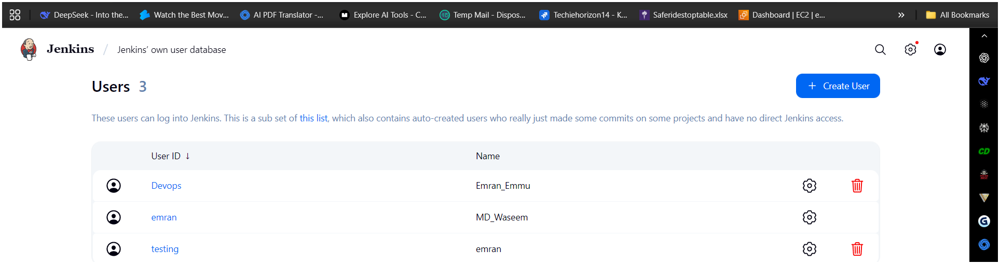 DeepSeek - Into the... Watch the Best Mov... AI PDF Translator -... Explore AI Tools - C... Temp Mail - Dispos... Techiehorizon14 - K... Saferidestoptable.xlsx Dashboard | EC2 | e... » All Bookmarks
Jenkins / Jenkins’ own user database
Users 3
+ Create User
These users can log into Jenkins. This is a sub set of this list, which also contains auto-created users who really just made some commits on some projects and have no direct Jenkins access.
User ID ↓ Name
Devops Emran_Emmu
emran MD_Waseem
testing emran
CD